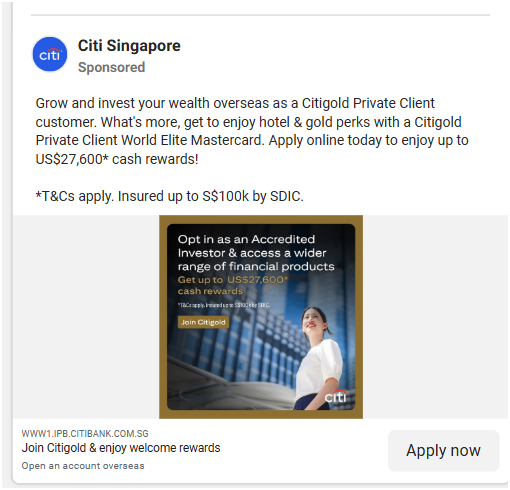 citi
Citi Singapore
Sponsored
Grow and invest your wealth overseas as a Citigold Private Client
customer. What's more, get to enjoy hotel & gold perks with a Citigold
Private Client World Elite Mastercard. Apply online today to enjoy up to
US$27,600* cash rewards!
*T&Cs apply. Insured up to S$100k by SDIC.
Opt in as an Accredited
Investor & access a wider
range of financial products
Get up to US$27,600*
cash rewards
*T&Cs apply. Insured up to S$100k by SDIC.
Join Citigold
citi
WWW1.IPB.CITIBANK.COM.SG
Join Citigold & enjoy welcome rewards
Open an account overseas
Apply now